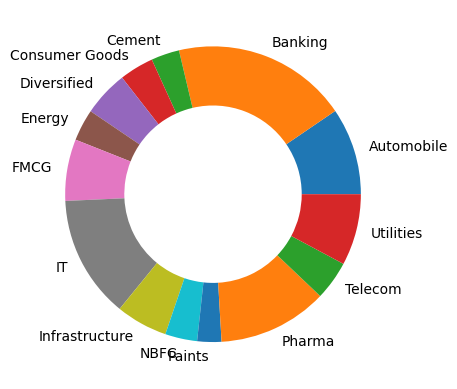 Cement
Banking
Consumer Goods
Diversified
Energy
Automobile
FMCG
Utilities
IT
Telecom
Infrastructure
Pharma
NBFC
Paints